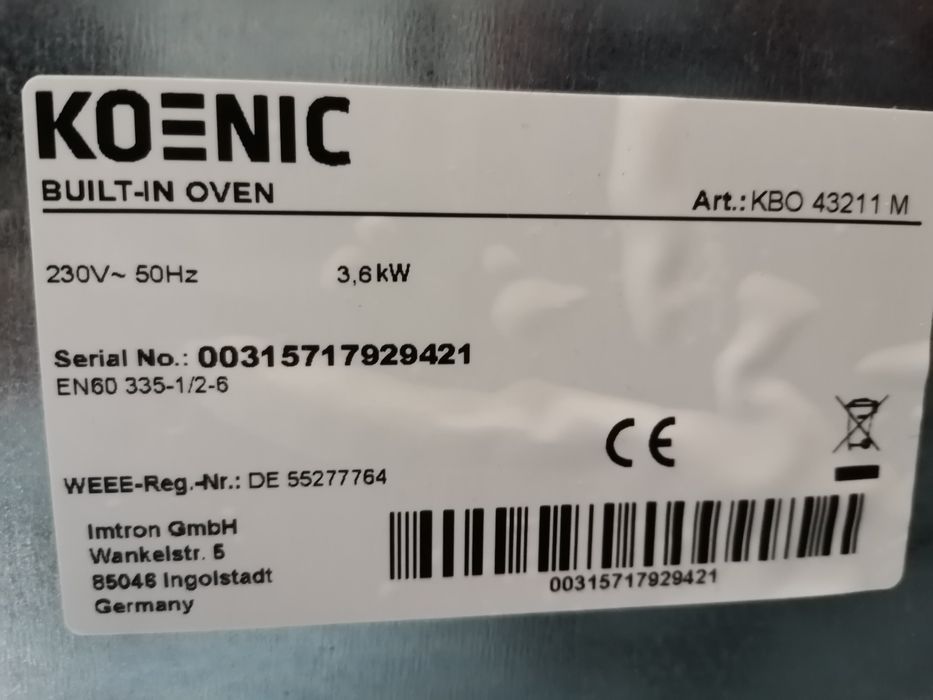 KOENIC
BUILT-IN OVEN
Art.: KBO 43211 M
230V~ 50Hz 3,6 kW
Serial No.: 00315717929421
EN60 335-1/2-6
CE
WEEE-Reg.-Nr.: DE 55277764
Imtron GmbH
Wankelstr. 5
85046 Ingolstadt
Germany
00315717929421